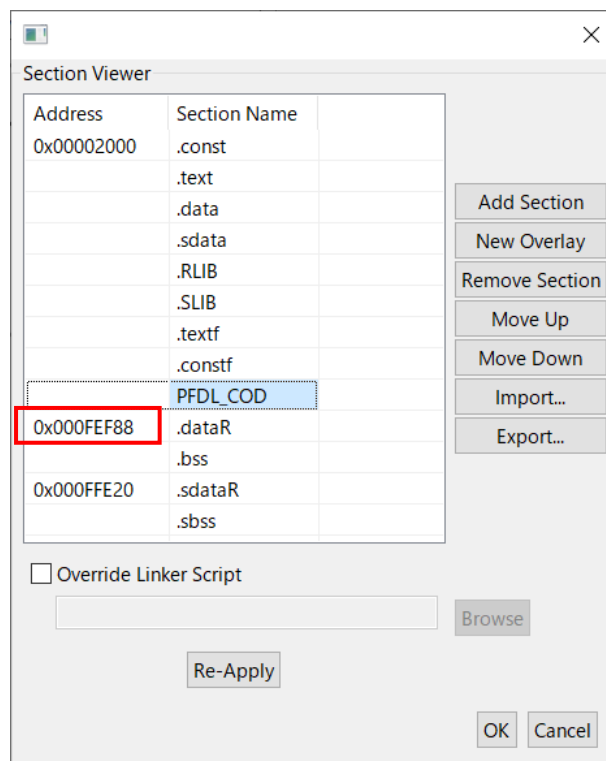 Section Viewer
Address Section Name
0x00002000 .const
.text
.data
.sdata
.RLIB
.SLIB
.textf
.constf
PFDL_COD
0x000FEF88 .dataR
.bss
0x000FFE20 .sdataR
.sbss
Add Section
New Overlay
Remove Section
Move Up
Move Down
Import...
Export...
Override Linker Script
Browse
Re-Apply
OK Cancel